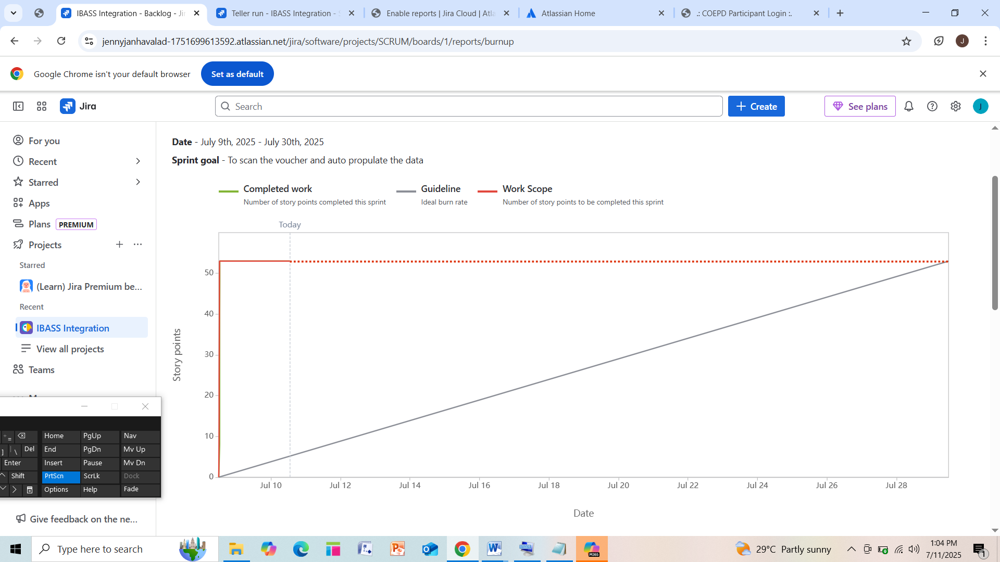 IBASS Integration - Backlog - Jir
Teller run - IBASS Integration - S
Enable reports | Jira Cloud | Atla
Atlassian Home
.: COEPD Participant Login :.
jennyjanhavalad-1751699613592.atlassian.net/jira/software/projects/SCRUM/boards/1/reports/burnup
J
Google Chrome isn't your default browser
Set as default
Jira
Search
Create
See plans
J
For you
Recent
Starred
Apps
Plans PREMIUM
Projects
Starred
(Learn) Jira Premium be...
Recent
IBASS Integration
View all projects
Teams
Give feedback on the ne...
Date - July 9th, 2025 - July 30th, 2025
Sprint goal - To scan the voucher and auto propulate the data
Completed work
Number of story points completed this sprint
Guideline
Ideal burn rate
Work Scope
Number of story points to be completed this sprint
Today
Story points
50
40
30
20
10
0
Jul 10
Jul 12
Jul 14
Jul 16
Jul 18
Jul 20
Jul 22
Jul 24
Jul 26
Jul 28
Date
+ = Home PgUp Nav
] | \ Del End PgDn Mv Up
Enter Insert Pause Mv Dn
Shift PrtScn ScrLk Dock
Options Help Fade
Type here to search
M365
29°C Partly sunny
1:04 PM
7/11/2025
1